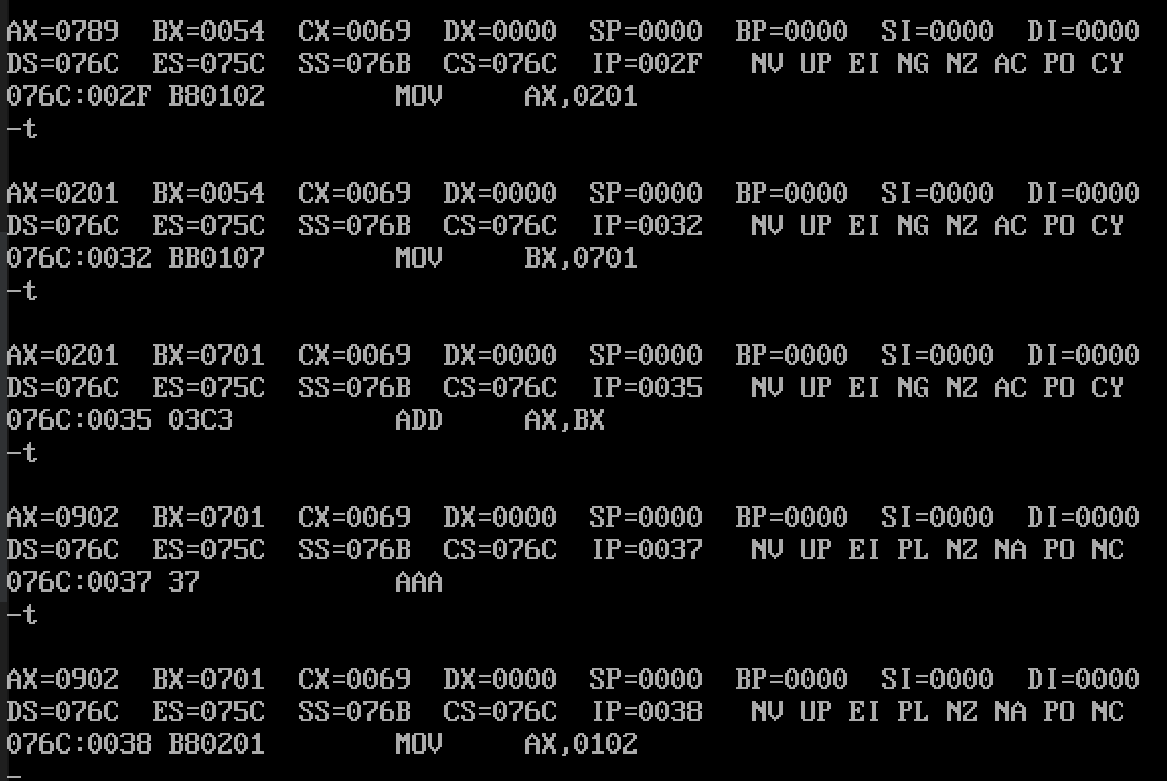 AX=0789  BX=0054  CX=0069  DX=0000  SP=0000  BP=0000  SI=0000  DI=0000
DS=076C  ES=075C  SS=076B  CS=076C  IP=002F   NV UP EI NG NZ AC PO CY
076C:002F B80102        MOV     AX,0201
-t
AX=0201  BX=0054  CX=0069  DX=0000  SP=0000  BP=0000  SI=0000  DI=0000
DS=076C  ES=075C  SS=076B  CS=076C  IP=0032   NV UP EI NG NZ AC PO CY
076C:0032 BB0107        MOV     BX,0701
-t
AX=0201  BX=0701  CX=0069  DX=0000  SP=0000  BP=0000  SI=0000  DI=0000
DS=076C  ES=075C  SS=076B  CS=076C  IP=0035   NV UP EI NG NZ AC PO CY
076C:0035 03C3          ADD     AX,BX
-t
AX=0902  BX=0701  CX=0069  DX=0000  SP=0000  BP=0000  SI=0000  DI=0000
DS=076C  ES=075C  SS=076B  CS=076C  IP=0037   NV UP EI PL NZ NA PO NC
076C:0037 37            AAA
-t
AX=0902  BX=0701  CX=0069  DX=0000  SP=0000  BP=0000  SI=0000  DI=0000
DS=076C  ES=075C  SS=076B  CS=076C  IP=0038   NV UP EI PL NZ NA PO NC
076C:0038 B80201        MOV     AX,0102
-